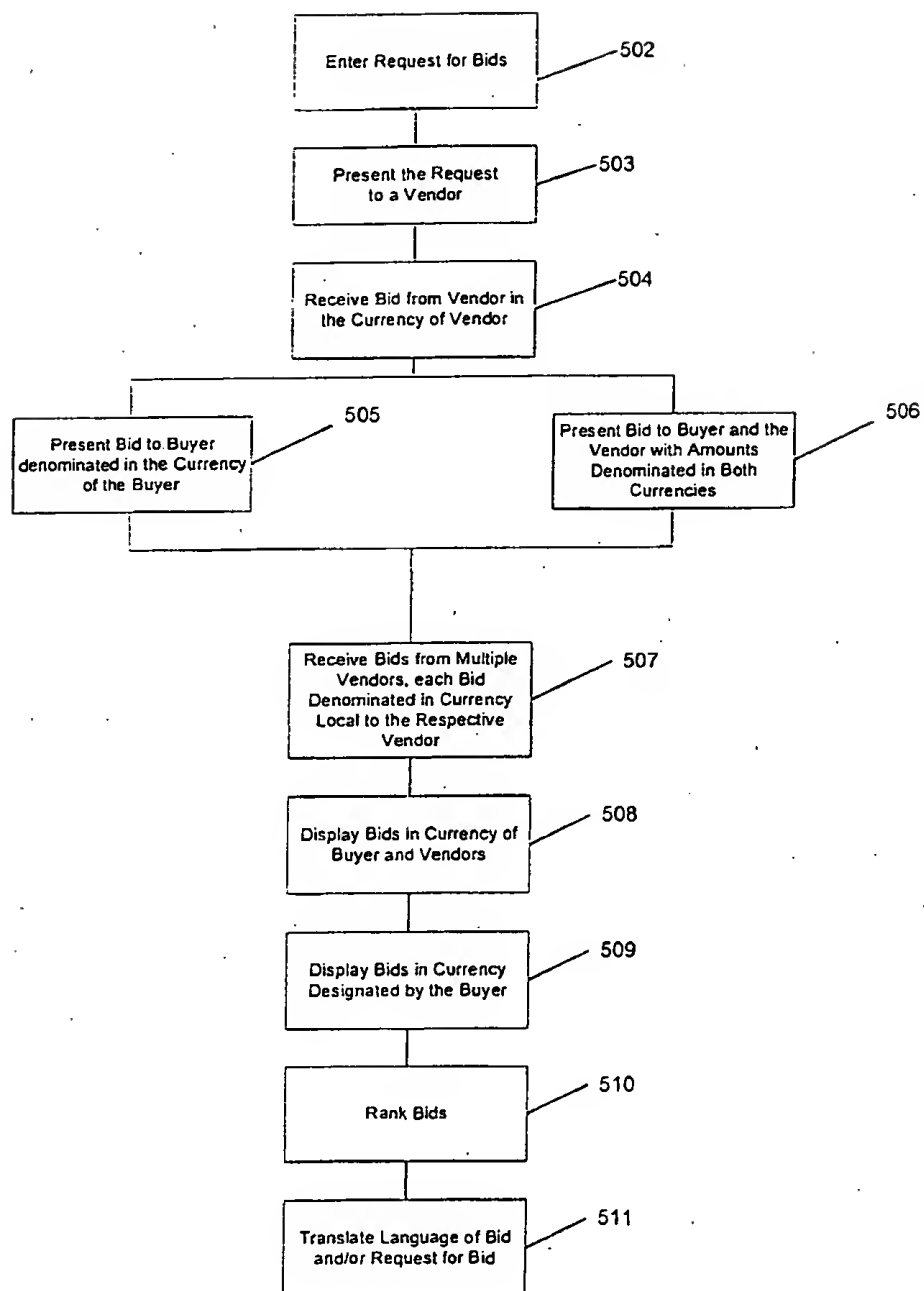 Enter Request for Bids
502
Present the Request
to a Vendor
503
Receive Bid from Vendor in
the Currency of Vendor
504
Present Bid to Buyer
denominated in the Currency
of the Buyer
505
Present Bid to Buyer and the
Vendor with Amounts
Denominated in Both
Currencies
506
Receive Bids from Multiple
Vendors, each Bid
Denominated in Currency
Local to the Respective
Vendor
507
Display Bids in Currency of
Buyer and Vendors
508
Display Bids in Currency
Designated by the Buyer
509
Rank Bids
510
Translate Language of Bid
and/or Request for Bid
511